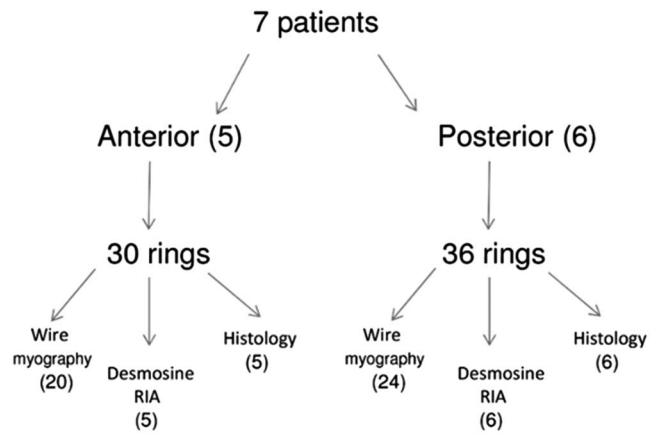 7 patients
Anterior (5)
Posterior (6)
30 rings
36 rings
Wire
myography
(20)
Desmosine
RIA
(5)
Histology
(5)
Wire
myography
(24)
Desmosine
RIA
(6)
Histology
(6)